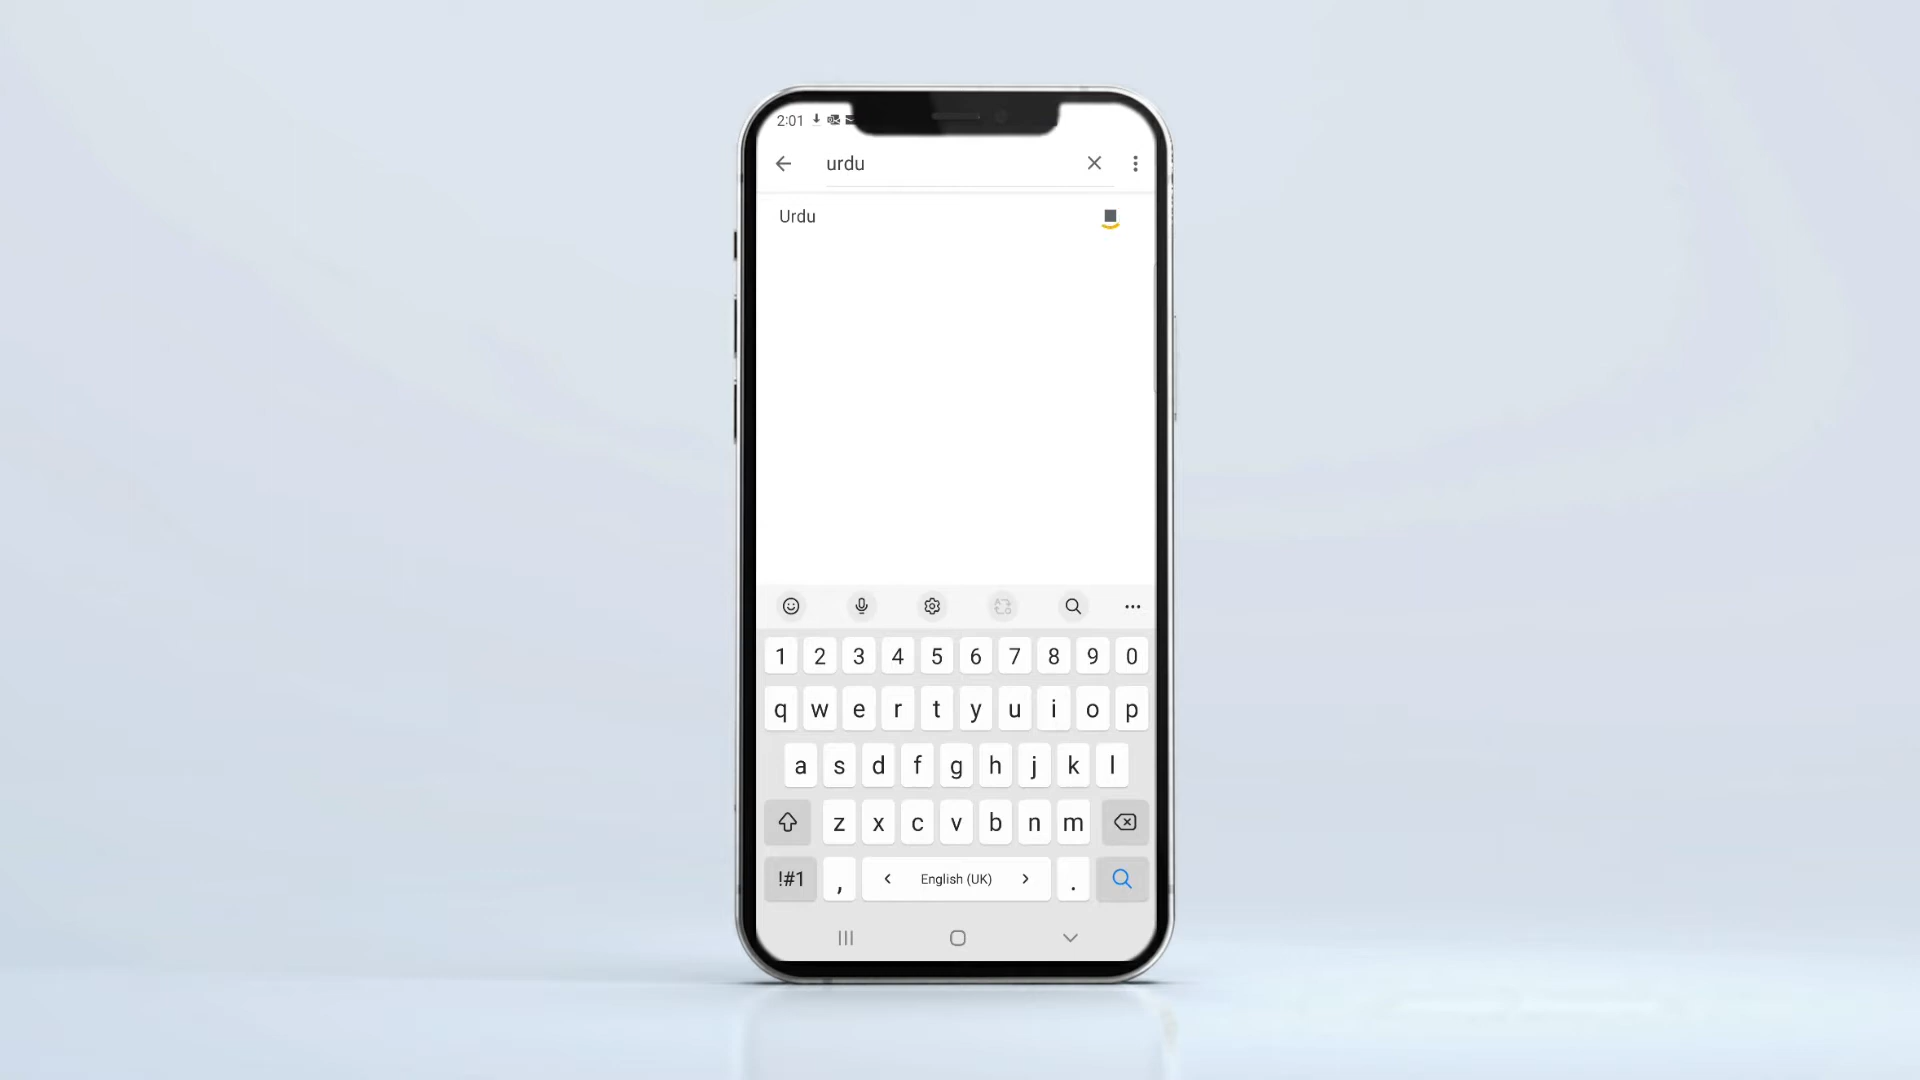 2:01
urdu
Urdu
1 2 3 4 5 6 7 8 9 0
q w e r t y u i o p
a s d f g h j k l
z x c v b n m
!#1 , < English (UK) > .